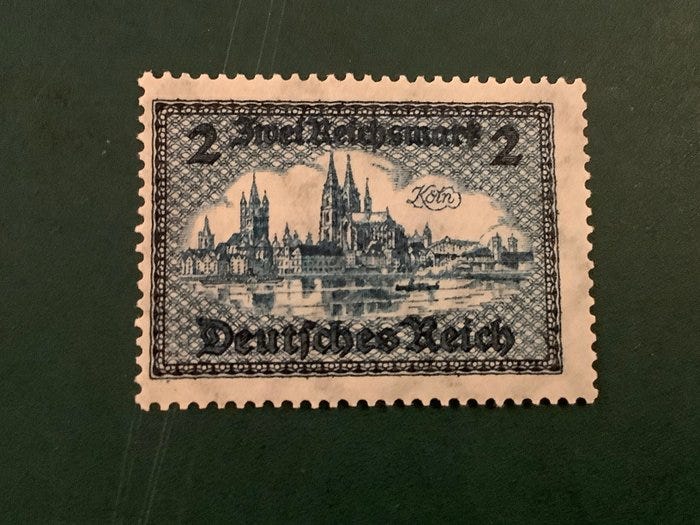 2 Zwei Reichsmark 2
Köln
Deutsches Reich